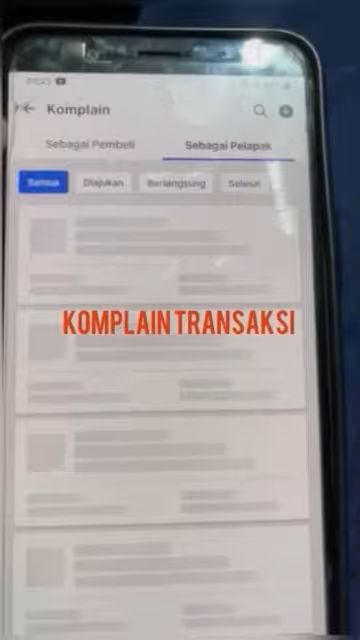 Komplain
Sebagai Pembeli
Sebagai Pelapak
Semua
Diajukan
Berlangsung
Selesai
KOMPLAIN TRANSAKSI